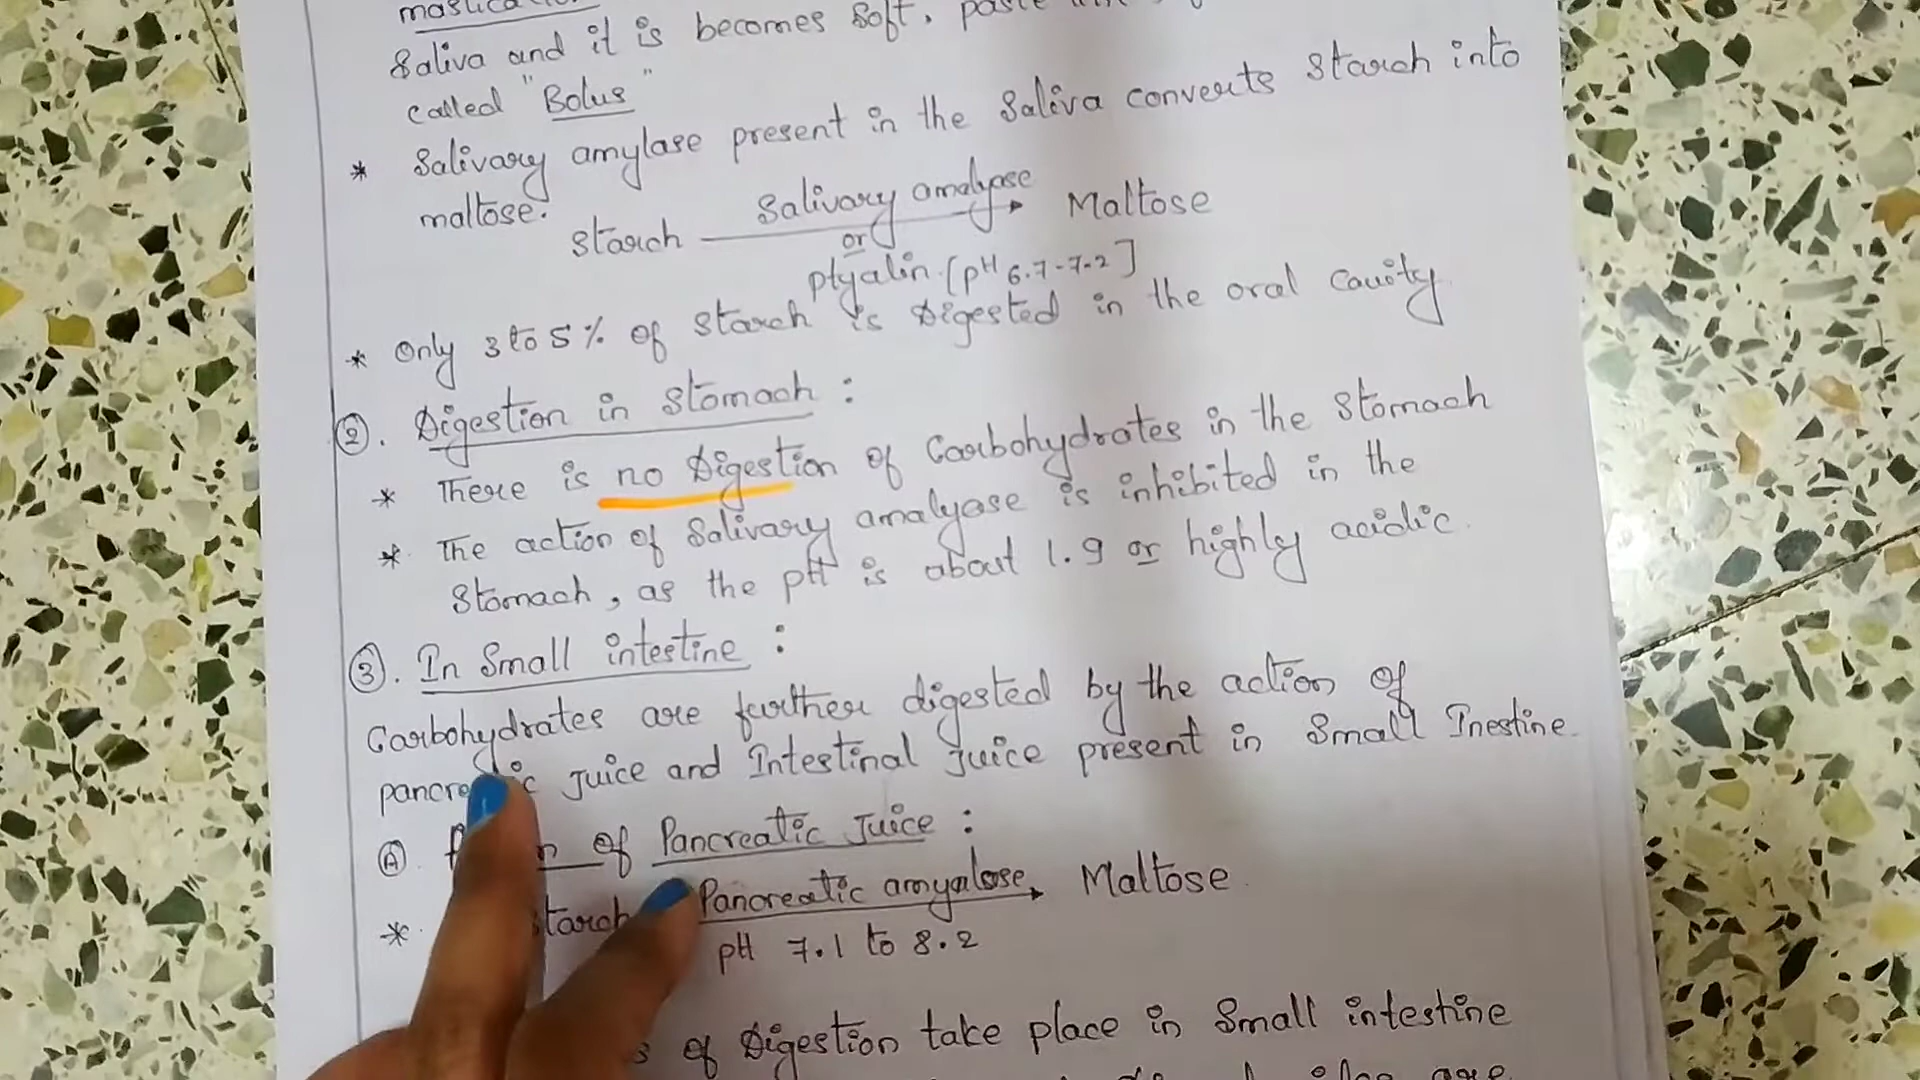 Saliva and it is becomes soft, paste
called "Bolus"
* Salivary amylase present in the Saliva converts starch into
maltose.
Starch Salivary amalyase Maltose
or
ptyalin [pH 6.7-7.2]
* Only 3 to 5% of starch is Digested in the oral cavity
2. Digestion in Stomach :
* There is no Digestion of Carbohydrates in the Stomach
* The action of Salivary amalyase is inhibited in the
Stomach, as the pH is about 1.9 or highly acidic.
3. In Small intestine :
Carbohydrates are further digested by the action of
juice and Intestinal juice present in Small Inestine.
A. of Pancreatic Juice :
* Starch Pancreatic amyalose Maltose
pH 7.1 to 8.2
of Digestion take place in Small intestine
are